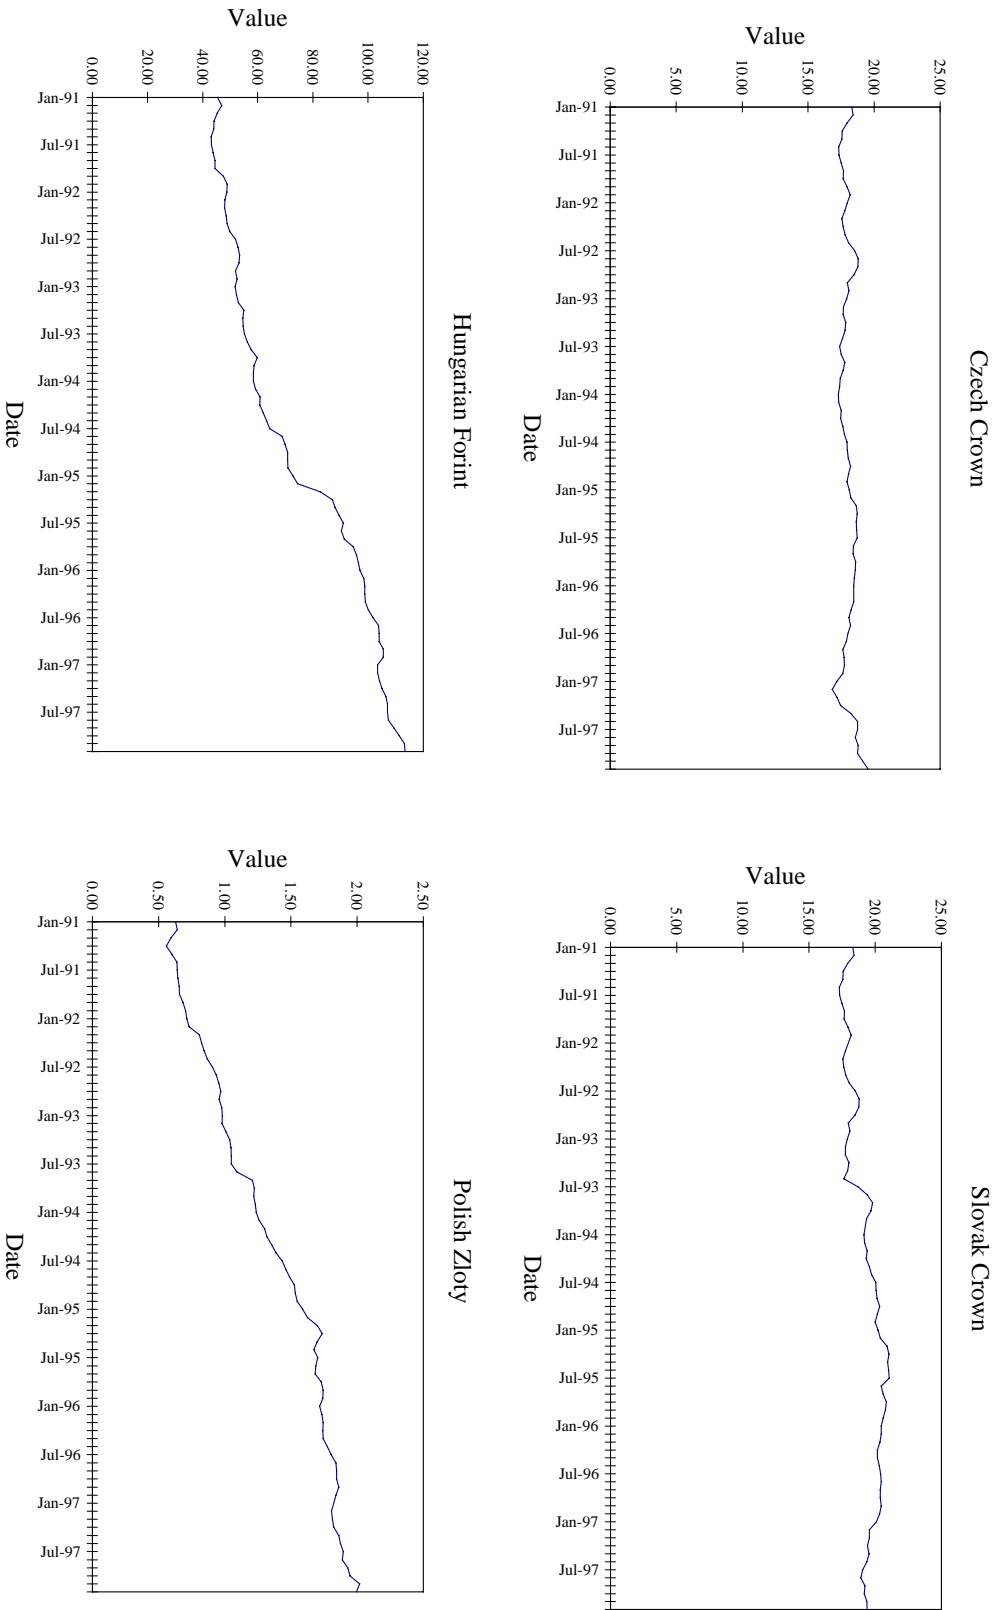 Czech Crown
Value
25.00
20.00
15.00
10.00
5.00
0.00
Jan-91
Jul-91
Jan-92
Jul-92
Jan-93
Jul-93
Jan-94
Jul-94
Jan-95
Jul-95
Jan-96
Jul-96
Jan-97
Jul-97
Date
Slovak Crown
Value
25.00
20.00
15.00
10.00
5.00
0.00
Jan-91
Jul-91
Jan-92
Jul-92
Jan-93
Jul-93
Jan-94
Jul-94
Jan-95
Jul-95
Jan-96
Jul-96
Jan-97
Jul-97
Date
Hungarian Forint
Value
120.00
100.00
80.00
60.00
40.00
20.00
0.00
Jan-91
Jul-91
Jan-92
Jul-92
Jan-93
Jul-93
Jan-94
Jul-94
Jan-95
Jul-95
Jan-96
Jul-96
Jan-97
Jul-97
Date
Polish Zloty
Value
2.50
2.00
1.50
1.00
0.50
0.00
Jan-91
Jul-91
Jan-92
Jul-92
Jan-93
Jul-93
Jan-94
Jul-94
Jan-95
Jul-95
Jan-96
Jul-96
Jan-97
Jul-97
Date